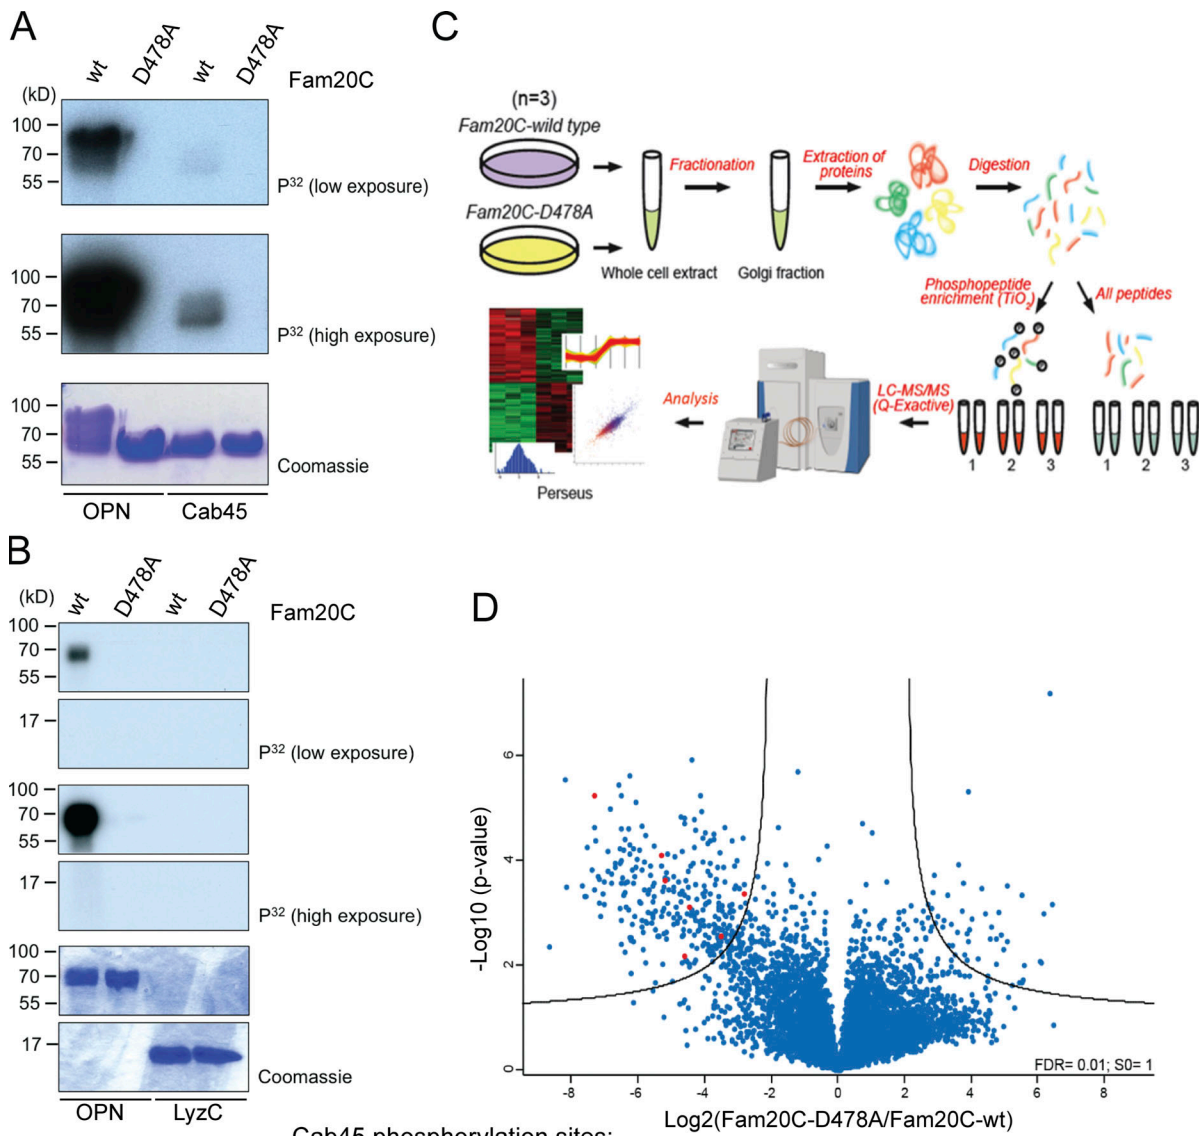 A
wt D478A wt D478A
Fam20C
(kD)
100
70
55
P32 (low exposure)
100
70
55
P32 (high exposure)
100
70
55
Coomassie
OPN Cab45
B
wt D478A wt D478A
Fam20C
(kD)
100
70
55
17
P32 (low exposure)
100
70
55
17
P32 (high exposure)
100
70
55
17
Coomassie
OPN LyzC
Cab45 phosphorylation sites:
C
(n=3)
Fam20C-wild type
Fam20C-D478A
Fractionation
Whole cell extract
Golgi fraction
Extraction of
proteins
Digestion
Phosphopeptide
enrichment (TiO2)
All peptides
P P P P P
1 2 3
1 2 3
LC-MS/MS
(Q-Exactive)
Analysis
Perseus
D
-Log10 (p-value)
6
4
2
0
-8 -6 -4 -2 0 2 4 6 8
FDR= 0.01; S0= 1
Log2(Fam20C-D478A/Fam20C-wt)